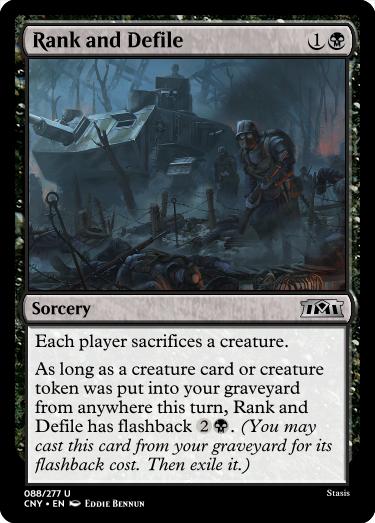 Rank and Defile 1
Sorcery
Each player sacrifices a creature.
As long as a creature card or creature
token was put into your graveyard
from anywhere this turn, Rank and
Defile has flashback 2. (You may
cast this card from your graveyard for its
flashback cost. Then exile it.)
088/277 U
Stasis
CNY • EN Eddie Bennun